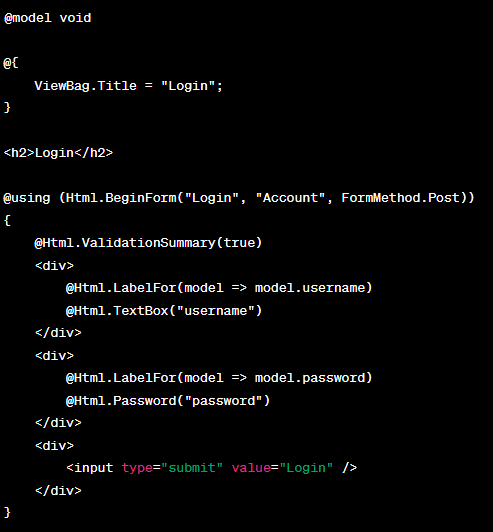 @model void
@{
ViewBag.Title = "Login";
}
<h2>Login</h2>
@using (Html.BeginForm("Login", "Account", FormMethod.Post))
{
@Html.ValidationSummary(true)
<div>
@Html.LabelFor(model => model.username)
@Html.TextBox("username")
</div>
<div>
@Html.LabelFor(model => model.password)
@Html.Password("password")
</div>
<div>
<input type="submit" value="Login" />
</div>
}